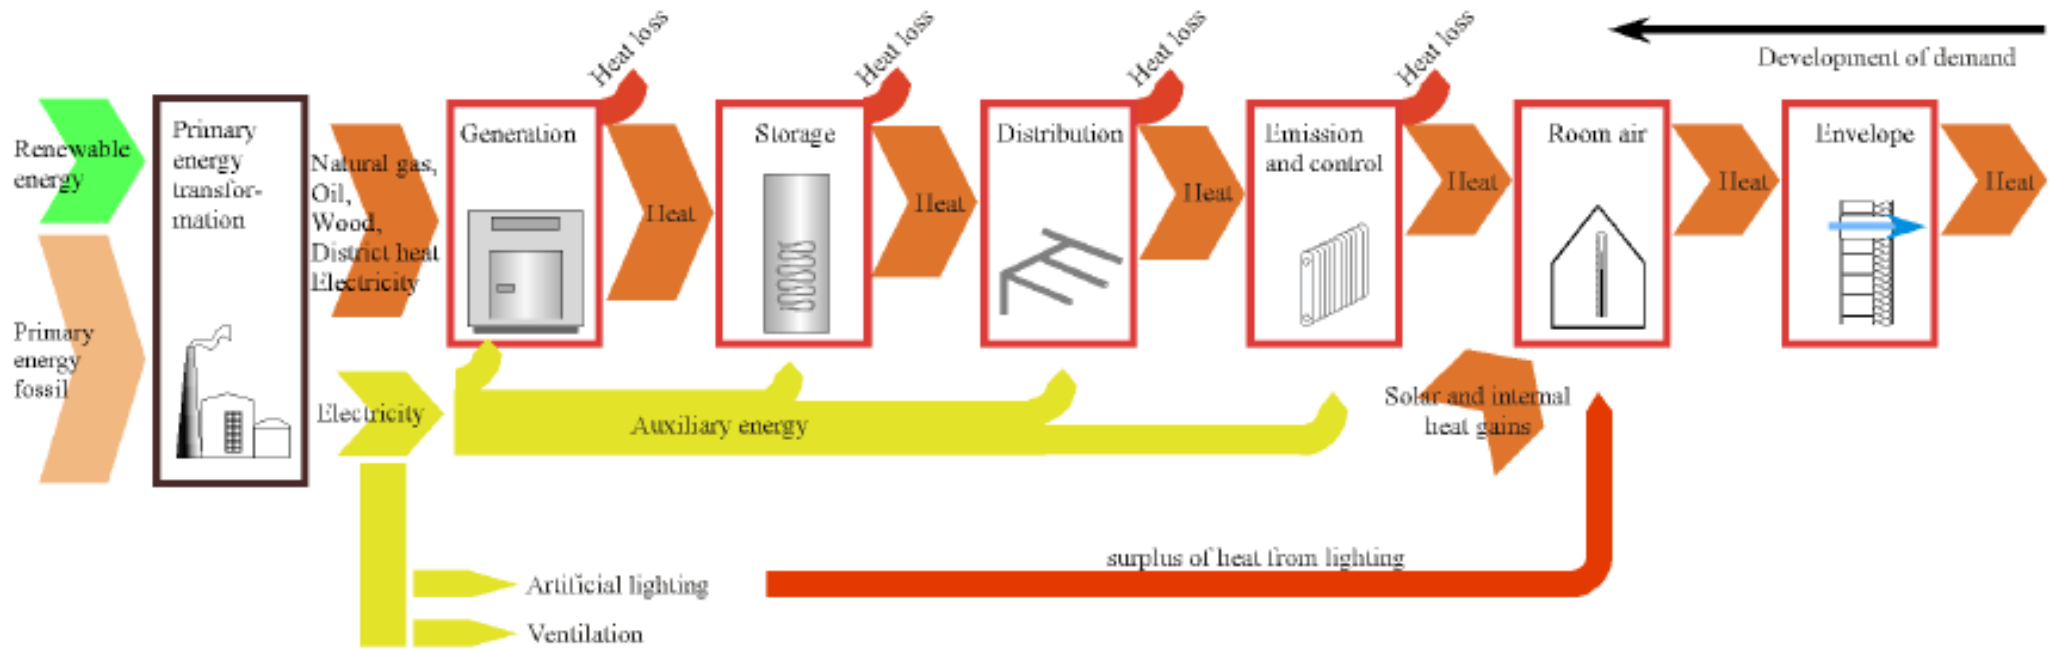 Heat loss
Heat loss
Heat loss
Heat loss
Development of demand
Renewable
energy
Primary
energy
fossil
Primary
energy
transfor-
mation
Natural gas,
Oil,
Wood,
District heat
Electricity
Generation
Heat
Storage
Heat
Distribution
Heat
Emission
and control
Heat
Room air
Heat
Envelope
Heat
Electricity
Auxiliary energy
Solar and internal
heat gains
surplus of heat from lighting
Artificial lighting
Ventilation